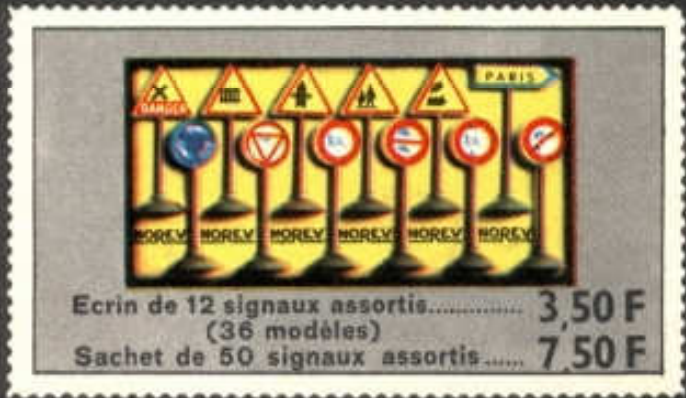 PARIS
DANGER
NOREV NOREV NOREV NOREV NOREV NOREV
Ecrin de 12 signaux assortis.............. 3,50 F
(36 modèles)
Sachet de 50 signaux assortis...... 7,50 F